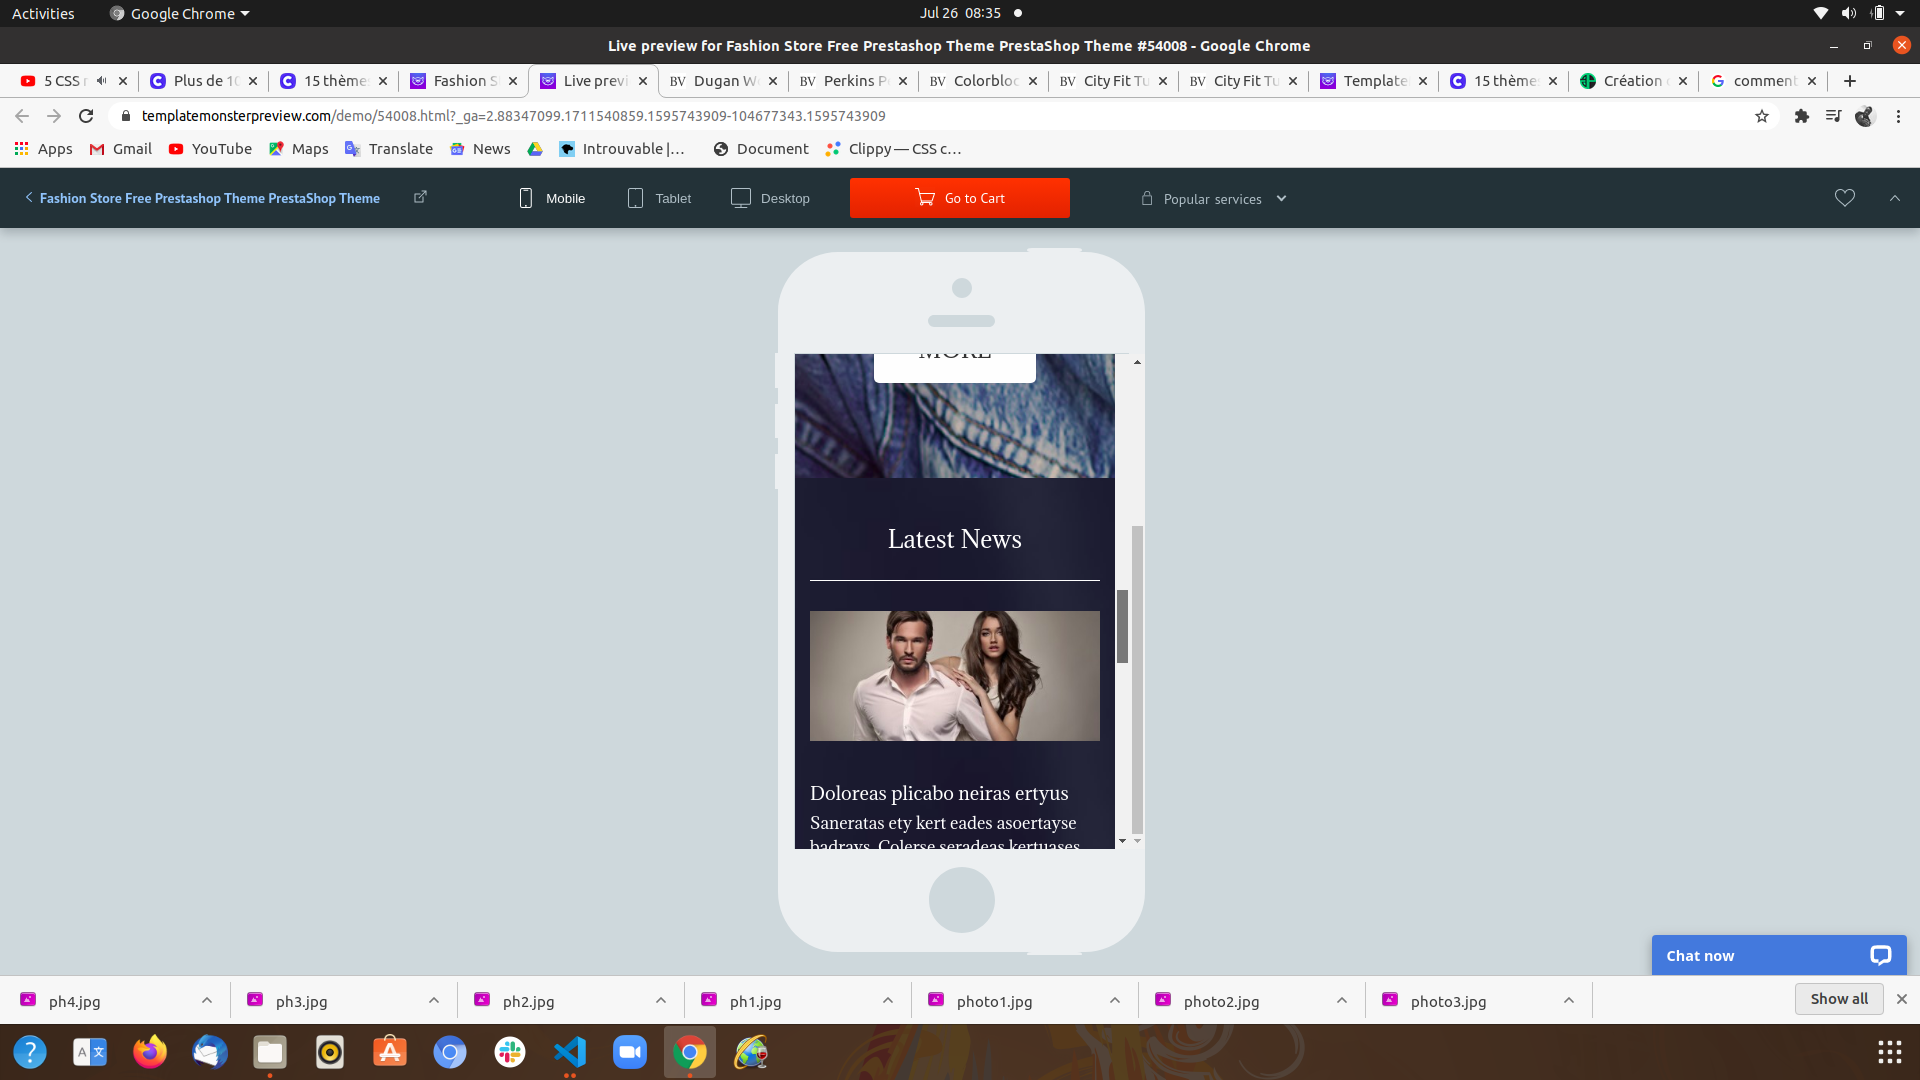 Activities
Google Chrome
Jul 26 08:35
Live preview for Fashion Store Free Prestashop Theme PrestaShop Theme #54008 - Google Chrome
5 CSS
Plus de 10
15 thème
Fashion S
Live previ
BV Dugan W
BV Perkins P
BV Colorbloc
BV City Fit Tu
BV City Fit Tu
Template
15 thème
Création
G comment
templatemonsterpreview.com/demo/54008.html?_ga=2.88347099.1711540859.1595743909-104677343.1595743909
Apps
Gmail
YouTube
Maps
Translate
News
Introuvable |...
Document
Clippy — CSS c...
Fashion Store Free Prestashop Theme PrestaShop Theme
Mobile
Tablet
Desktop
Go to Cart
Popular services
MORE
Latest News
Doloreas plicabo neiras ertyus
Saneratas ety kert eades asoertayse
badrays. Colerse seradeas kertuases
Chat now
ph4.jpg
ph3.jpg
ph2.jpg
ph1.jpg
photo1.jpg
photo2.jpg
photo3.jpg
Show all